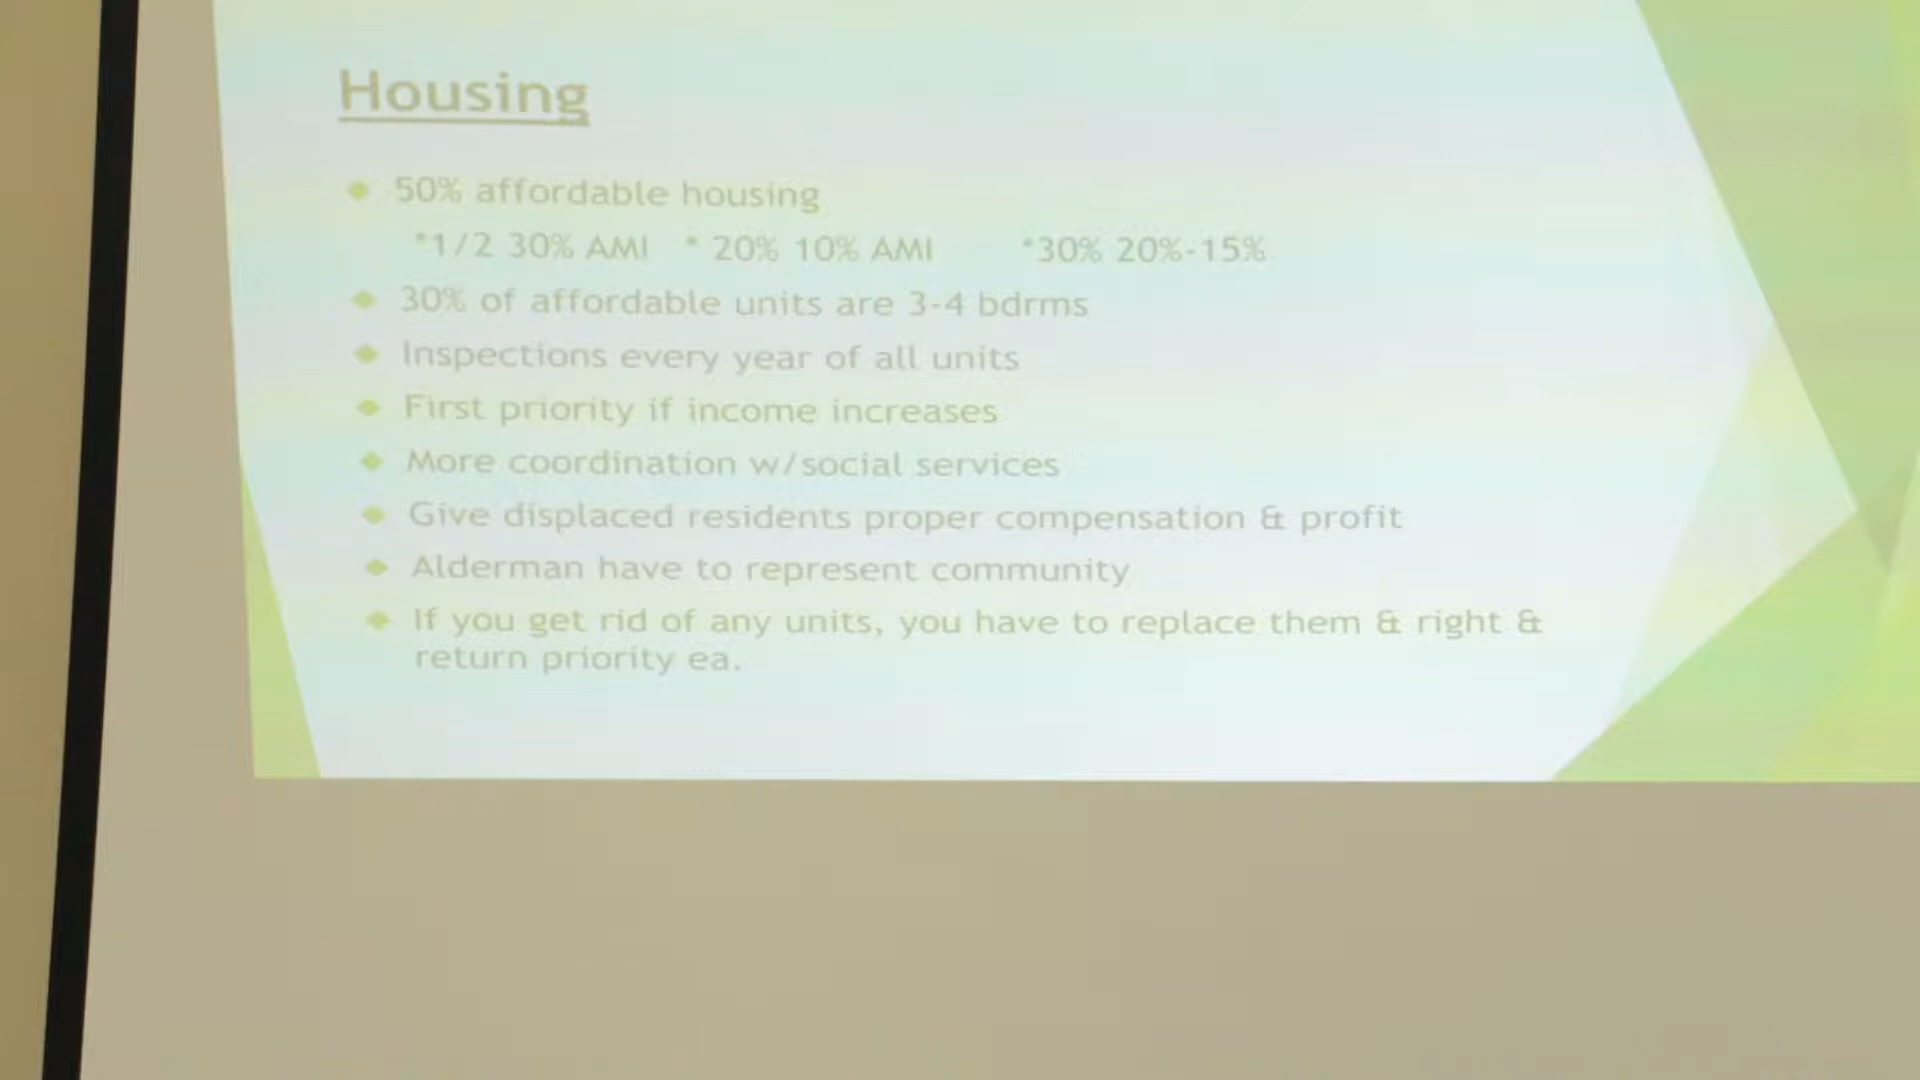 Housing
50% affordable housing
*1/2 30% AMI * 20% 10% AMI *30% 20%-15%
30% of affordable units are 3-4 bdrms
Inspections every year of all units
First priority if income increases
More coordination w/social services
Give displaced residents proper compensation & profit
Alderman have to represent community
If you get rid of any units, you have to replace them & right &
return priority ea.